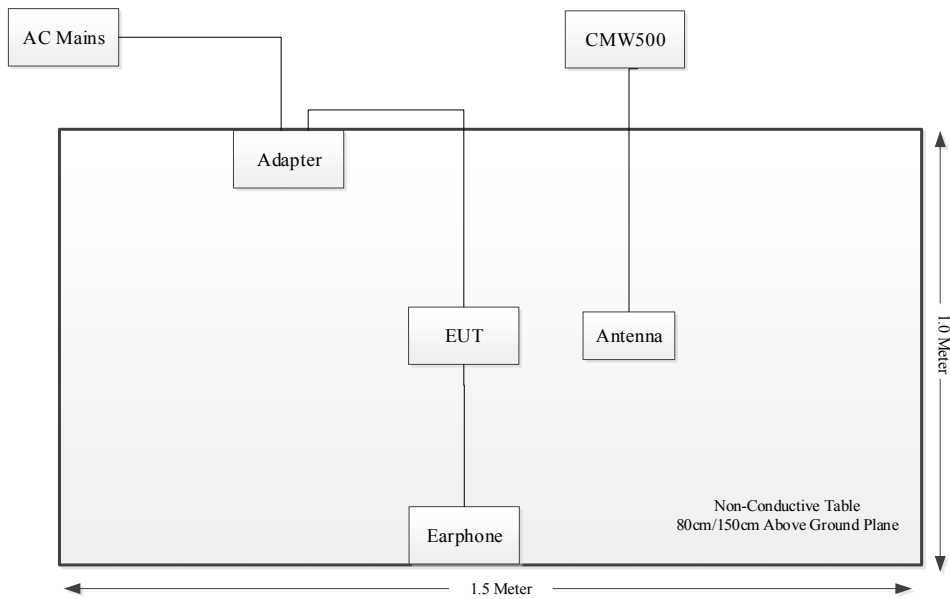 AC Mains
CMW500
Adapter
EUT
Antenna
1.0 Meter
Earphone
Non-Conductive Table
80cm/150cm Above Ground Plane
1.5 Meter